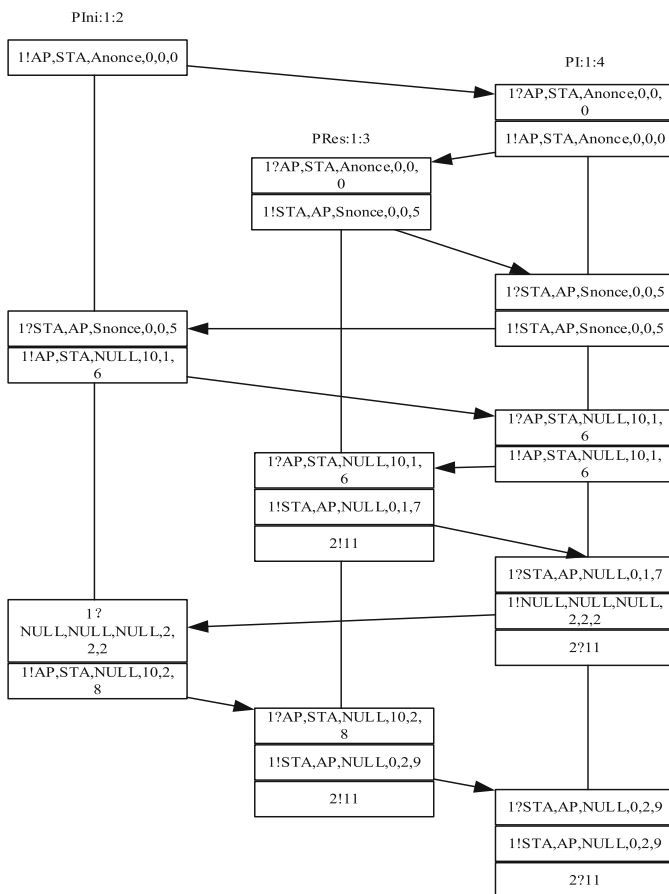 PIni:1:2
1!AP,STA,Anonce,0,0,0
PI:1:4
1?AP,STA,Anonce,0,0,
0
1!AP,STA,Anonce,0,0,0
PRes:1:3
1?AP,STA,Anonce,0,0,
0
1!STA,AP,Snonce,0,0,5
1?STA,AP,Snonce,0,0,5
1!STA,AP,Snonce,0,0,5
1?STA,AP,Snonce,0,0,5
1!AP,STA,NULL,10,1,
6
1?AP,STA,NULL,10,1,
6
1!AP,STA,NULL,10,1,
6
1?AP,STA,NULL,10,1,
6
1!STA,AP,NULL,0,1,7
2!11
1?STA,AP,NULL,0,1,7
1!NULL,NULL,NULL,
2,2,2
2?11
1?
NULL,NULL,NULL,2,
2,2
1!AP,STA,NULL,10,2,
8
1?AP,STA,NULL,10,2,
8
1!STA,AP,NULL,0,2,9
2!11
1?STA,AP,NULL,0,2,9
1!STA,AP,NULL,0,2,9
2?11